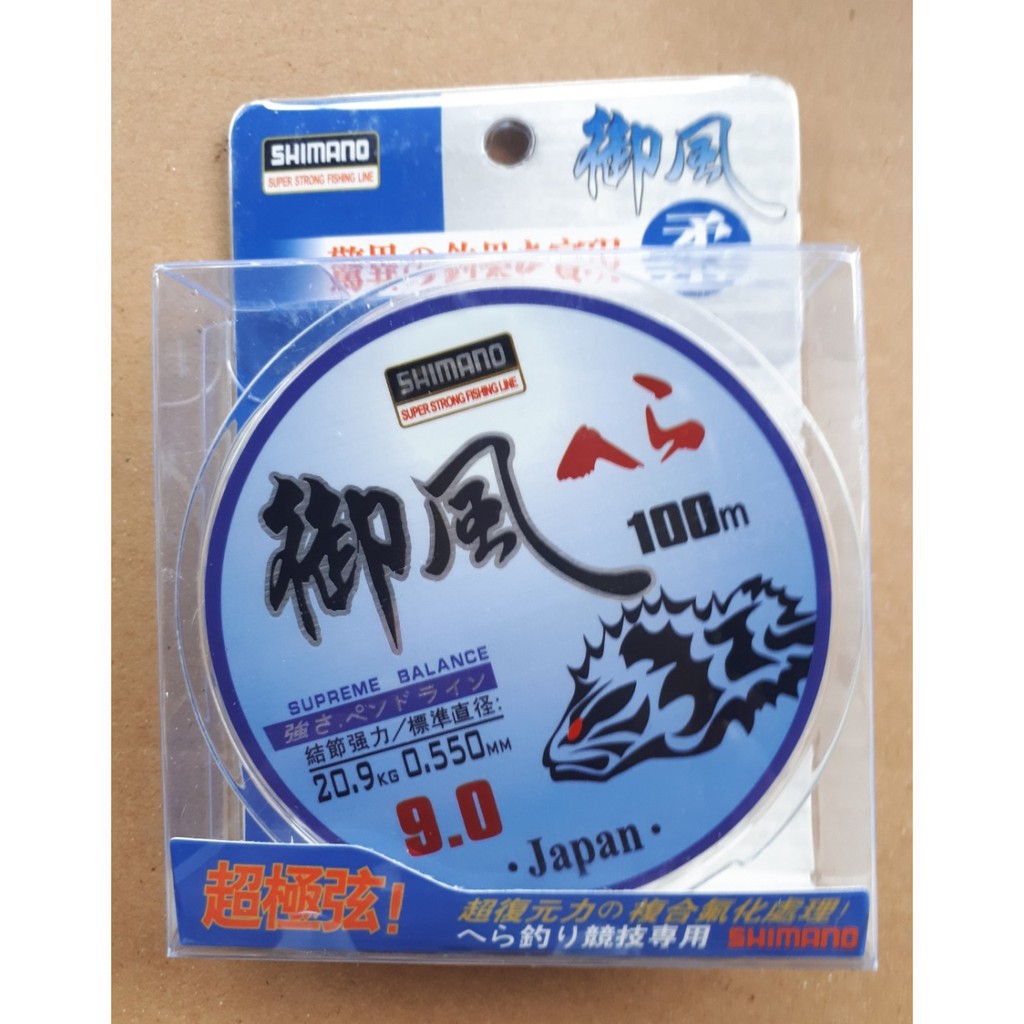 SHIMANO
SUPER STRONG FISHING LINE
御風
柔
SHIMANO
SUPER STRONG FISHING LINE
へら
御風
100m
SUPREME BALANCE
強さ.ペンドライン
結節强力/標準直径:
20.9KG 0.550MM
9.0
·Japan·
超極弦!
超復元力の複合氟化處理!
へら釣り競技専用 SHIMANO